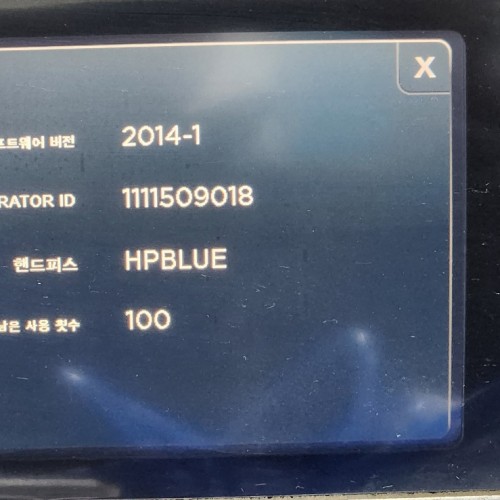 X
프트웨어 버전 2014-1
RATOR ID 1111509018
핸드피스 HPBLUE
남은 사용 횟수 100